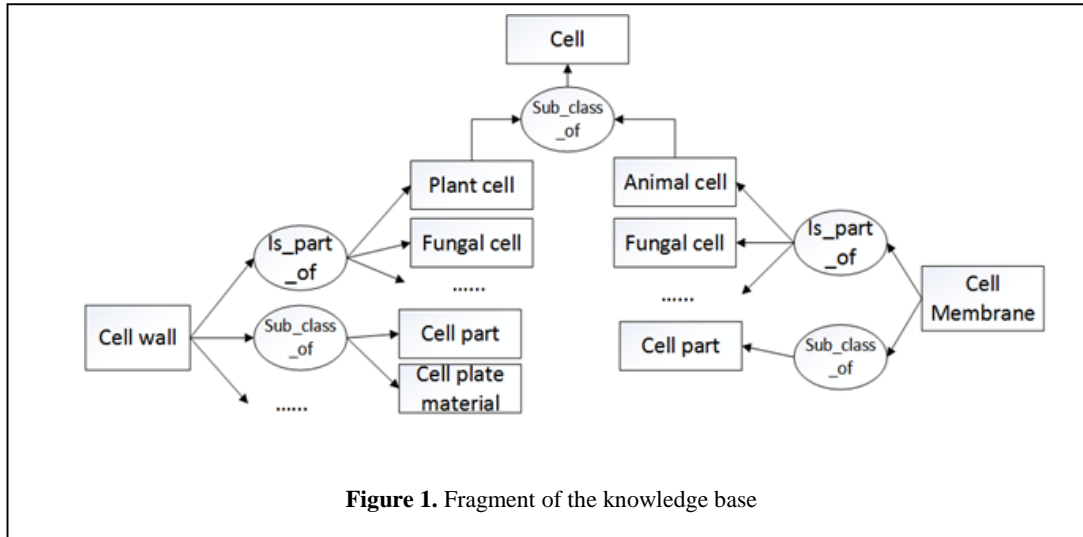 Cell
Sub_class
_of
Plant cell
Animal cell
Is_part
_of
Fungal cell
Fungal cell
Is_part
_of
......
......
Cell
Membrane
Cell wall
Sub_class
_of
Cell part
Cell part
Sub_class
_of
Cell plate
material
......
Figure 1. Fragment of the knowledge base